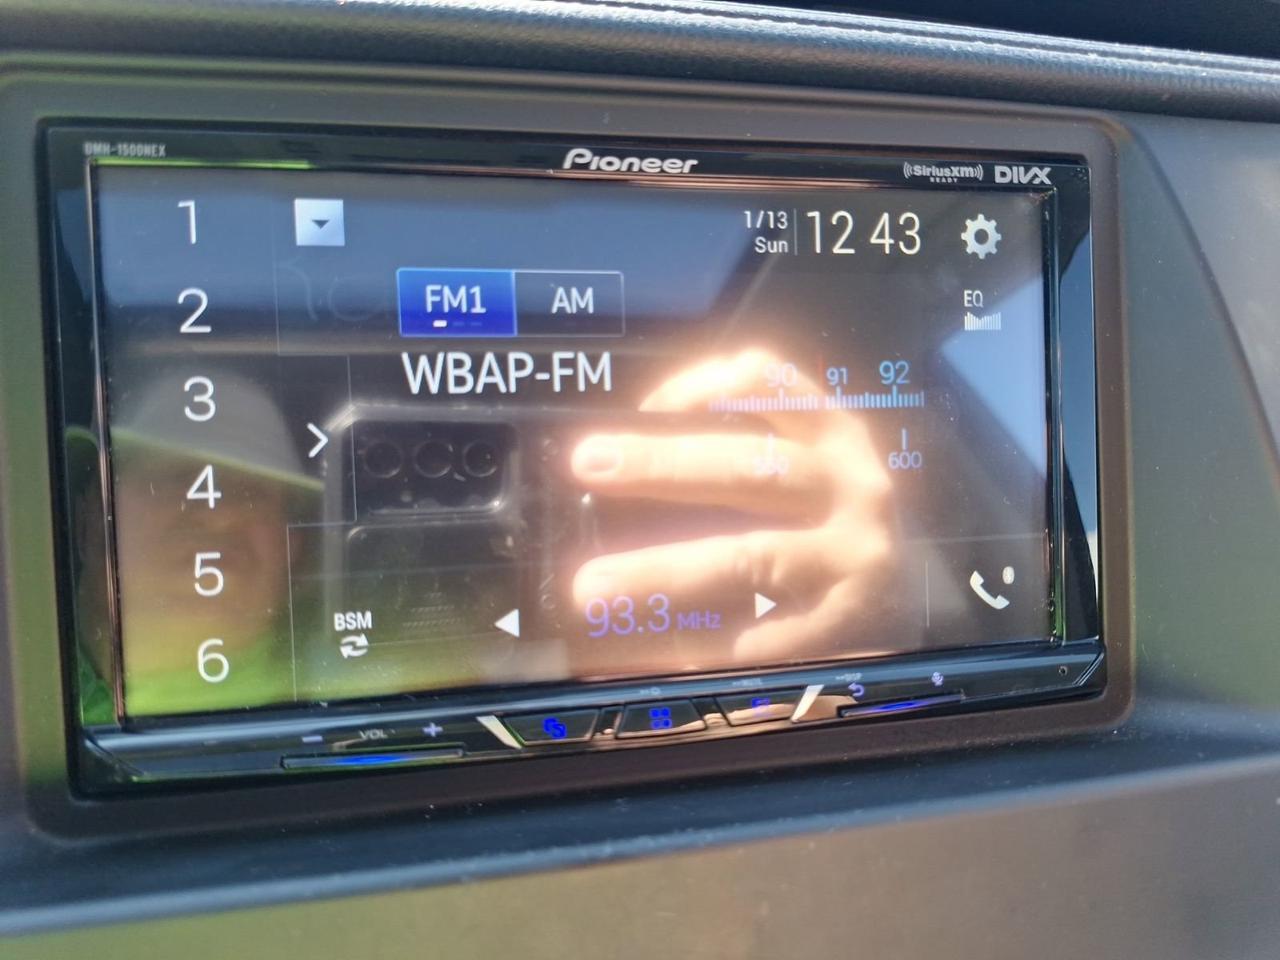 DMH-1500NEX
Pioneer
((SiriusXM))
READY
DIVX
1
2
3
4
5
6
1/13
Sun
12 43
FM1
AM
EQ
WBAP-FM
90
91
92
600
BSM
93.3 MHz
VOL